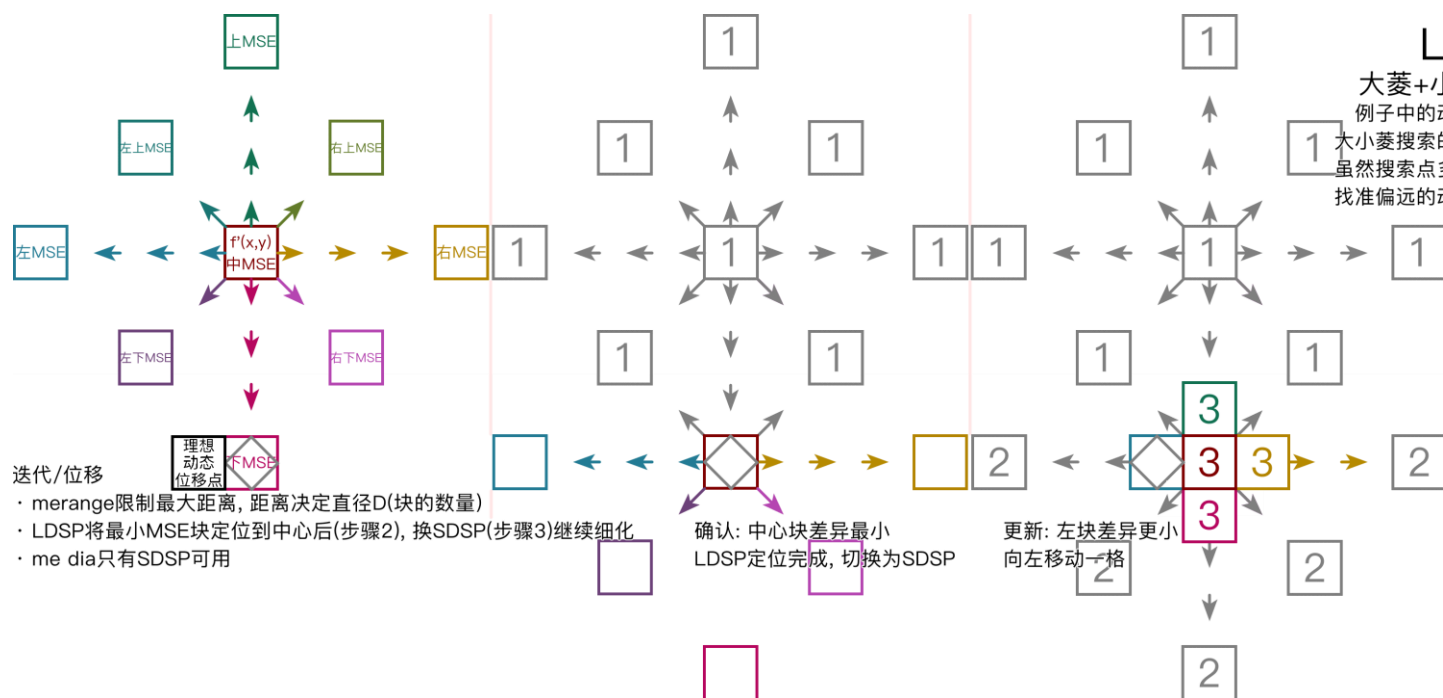 上MSE
左上MSE
右上MSE
左MSE
f'(x,y)
中MSE
右MSE
左下MSE
右下MSE
理想
动态
位移点
下MSE
迭代/位移
· merange限制最大距离, 距离决定直径D(块的数量)
· LDSP将最小MSE块定位到中心后(步骤2), 换SDSP(步骤3)继续细化
· me dia只有SDSP可用
1
1
1
1
1
1
1
1
确认: 中心块差异最小
LDSP定位完成, 切换为SDSP
1
1
1
1
1
1
1
1
3
2
3
3
2
3
更新: 左块差异更小
向左移动一格
2
2
2
L
大菱+小
例子中的动
大小菱搜索的
虽然搜索点
找准偏远的动